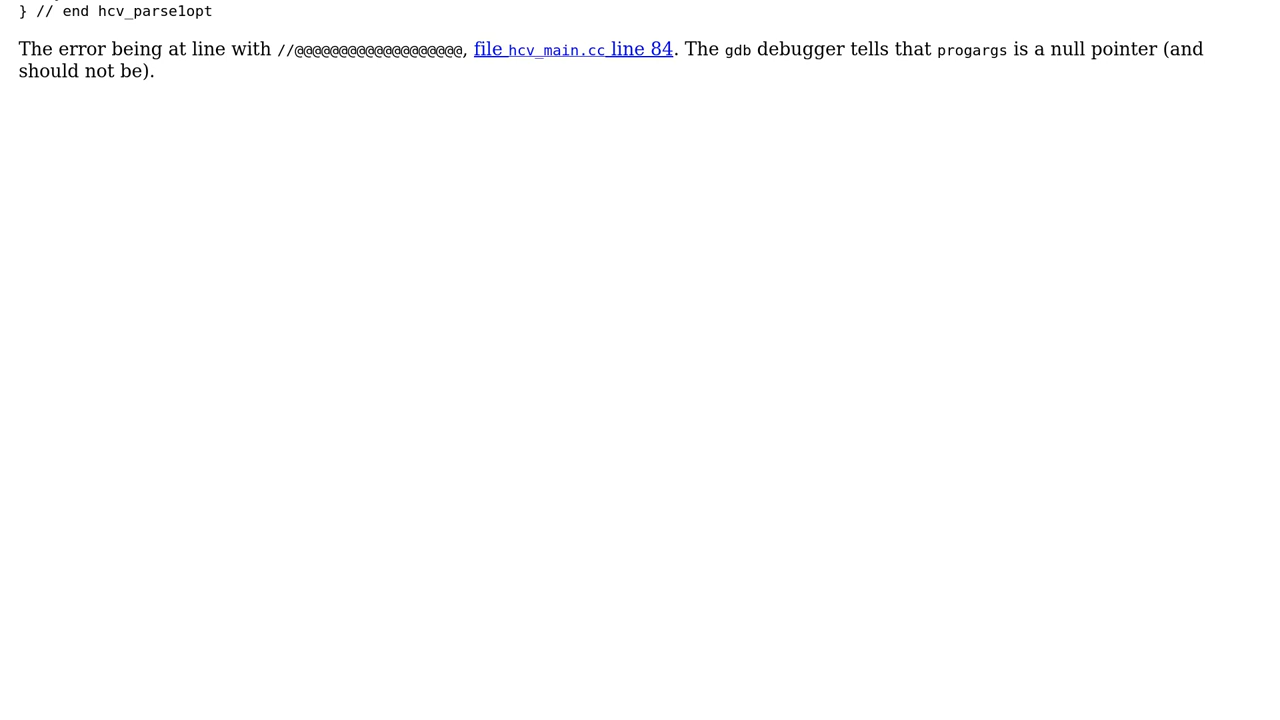 } // end hcv_parse1opt
The error being at line with //@@@@@@@@@@@@@@@@@@@, file hcv_main.cc line 84. The gdb debugger tells that progargs is a null pointer (and
should not be).